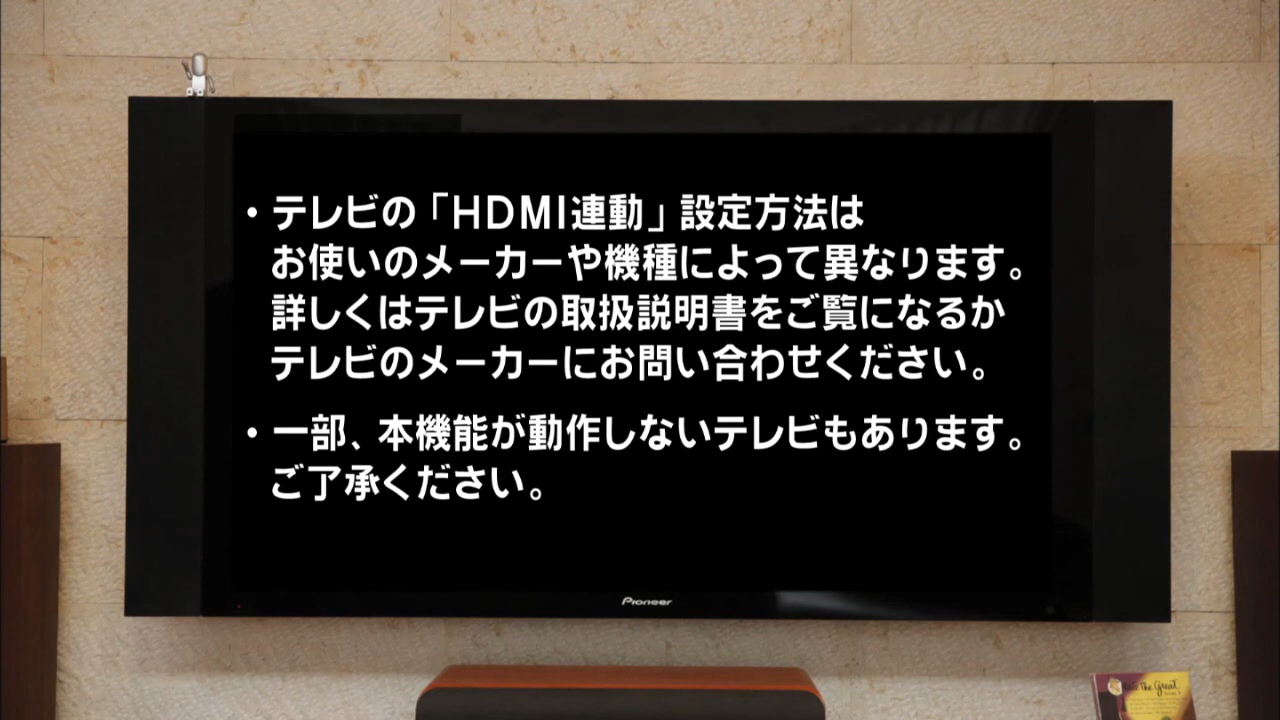 ・テレビの「HDMI連動」設定方法は
お使いのメーカーや機種によって異なります。
詳しくはテレビの取扱説明書をご覧になるか
テレビのメーカーにお問い合わせください。
・一部、本機能が動作しないテレビもあります。
ご了承ください。
Pioneer
The Great